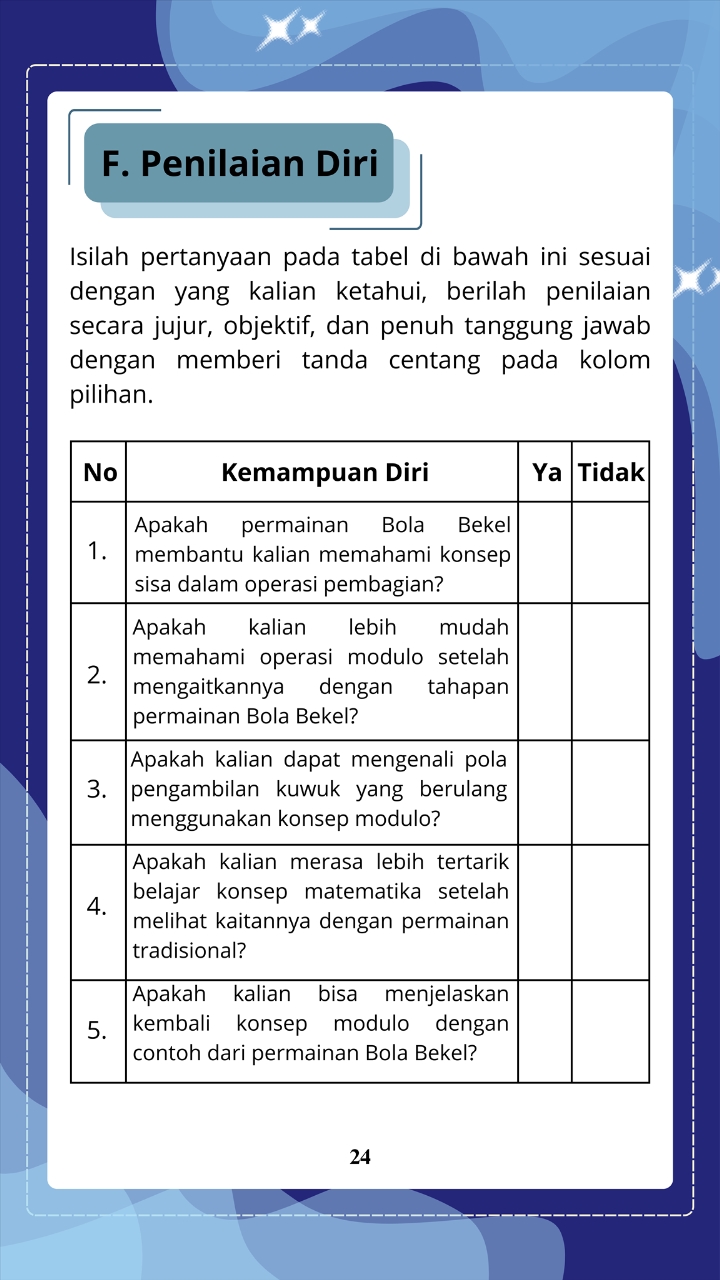 F. Penilaian Diri
Isilah pertanyaan pada tabel di bawah ini sesuai
dengan yang kalian ketahui, berilah penilaian
secara jujur, objektif, dan penuh tanggung jawab
dengan memberi tanda centang pada kolom
pilihan.
No Kemampuan Diri Ya Tidak
1.
Apakah permainan Bola Bekel
membantu kalian memahami konsep
sisa dalam operasi pembagian?
2.
Apakah kalian lebih mudah
memahami operasi modulo setelah
mengaitkannya dengan tahapan
permainan Bola Bekel?
3.
Apakah kalian dapat mengenali pola
pengambilan kuwuk yang berulang
menggunakan konsep modulo?
4.
Apakah kalian merasa lebih tertarik
belajar konsep matematika setelah
melihat kaitannya dengan permainan
tradisional?
5.
Apakah kalian bisa menjelaskan
kembali konsep modulo dengan
contoh dari permainan Bola Bekel?
24